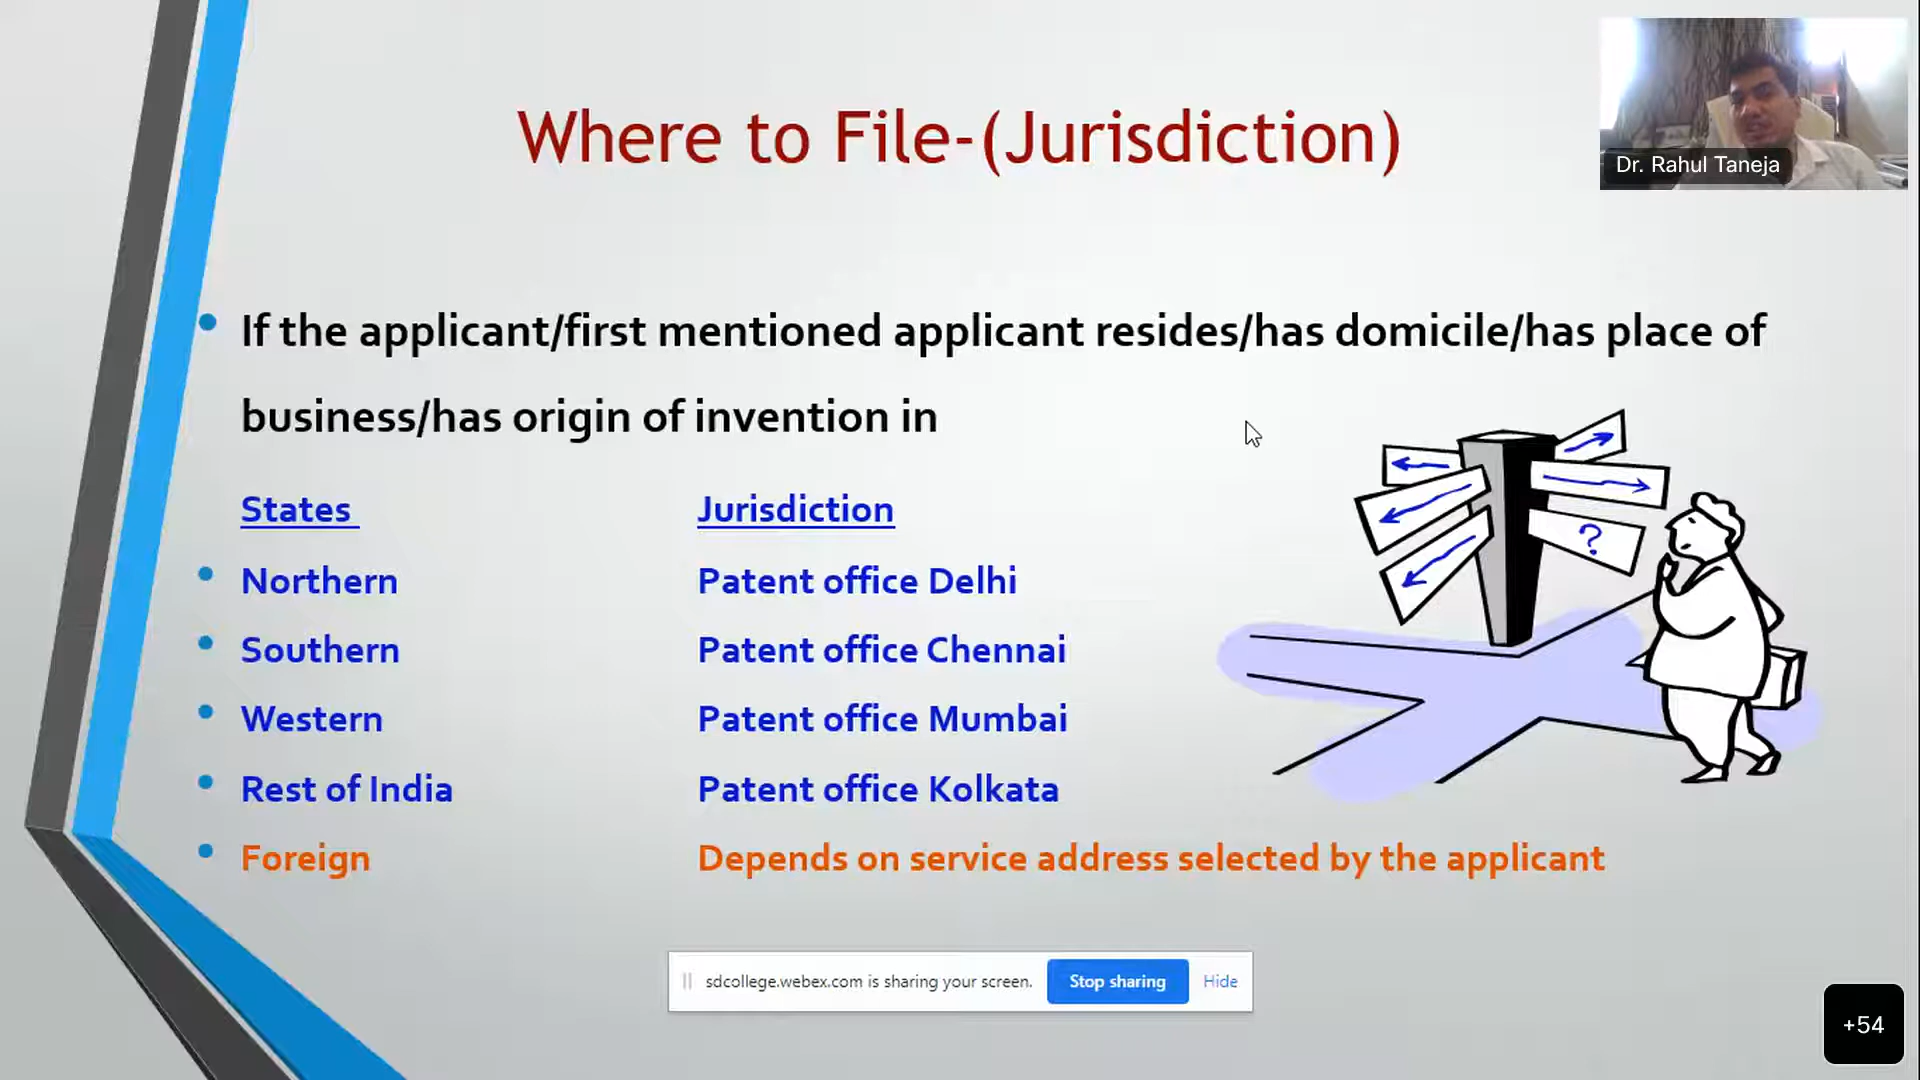 Where to File-(Jurisdiction)
Dr. Rahul Taneja
If the applicant/first mentioned applicant resides/has domicile/has place of
business/has origin of invention in
States Jurisdiction
Northern Patent office Delhi
Southern Patent office Chennai
Western Patent office Mumbai
Rest of India Patent office Kolkata
Foreign Depends on service address selected by the applicant
?
sdcollege.webex.com is sharing your screen. Stop sharing Hide
+54